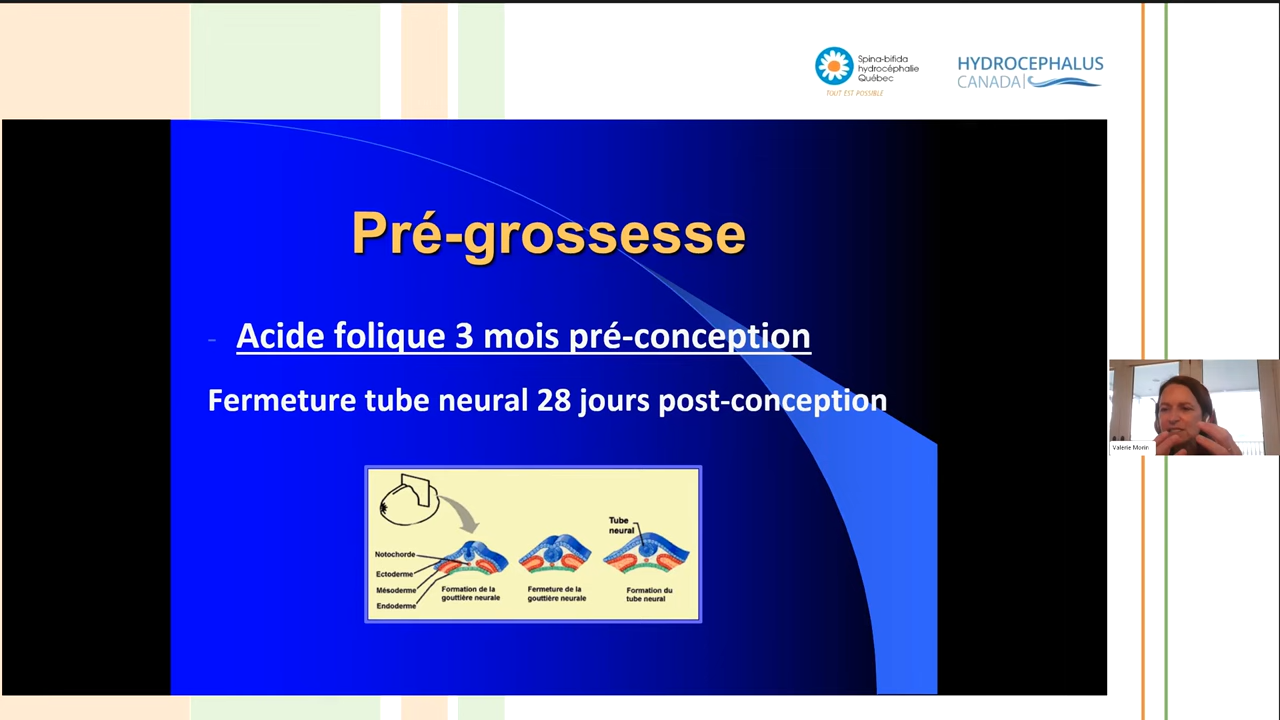 Spina-bifida
hydrocéphalie
Québec
TOUT EST POSSIBLE
HYDROCEPHALUS
CANADA
Pré-grossesse
- Acide folique 3 mois pré-conception
Fermeture tube neural 28 jours post-conception
Tube
neural
Notochorde
Ectoderme
Mésoderme
Endoderme
Formation de la
gouttière neurale
Fermeture de la
gouttière neurale
Formation du
tube neural
Valerie Morin